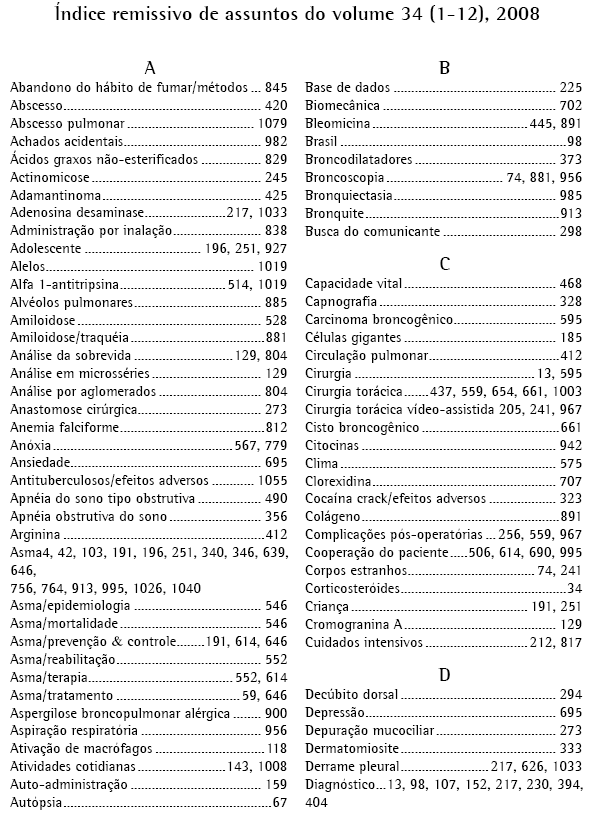 Índice remissivo de assuntos do volume 34 (1-12), 2008
A
Abandono do hábito de fumar/métodos ... 845
Abscesso.................................................... 420
Abscesso pulmonar ................................. 1079
Achados acidentais.................................... 982
Ácidos graxos não-esterificados ................ 829
Actinomicose ............................................ 245
Adamantinoma.......................................... 425
Adenosina desaminase.....................217, 1033
Administração por inalação....................... 838
Adolescente .............................. 196, 251, 927
Alelos...................................................... 1019
Alfa 1-antitripsina............................514, 1019
Alvéolos pulmonares.................................. 885
Amiloidose ................................................ 528
Amiloidose/traquéia...................................881
Análise da sobrevida ...........................129, 804
Análise em microsséries ............................ 129
Análise por aglomerados ........................... 804
Anastomose cirúrgica................................ 273
Anemia falciforme......................................812
Anóxia...............................................567, 779
Ansiedade.................................................. 695
Antituberculosos/efeitos adversos ........... 1055
Apnéia do sono tipo obstrutiva ................ 490
Apnéia obstrutiva do sono ........................ 356
Arginina ....................................................412
Asma4, 42, 103, 191, 196, 251, 340, 346, 639,
646,
756, 764, 913, 995, 1026, 1040
Asma/epidemiologia ................................. 546
Asma/mortalidade ..................................... 546
Asma/prevenção & controle........191, 614, 646
Asma/reabilitação...................................... 552
Asma/terapia......................................552, 614
Asma/tratamento ................................ 59, 646
Aspergilose broncopulmonar alérgica ....... 900
Aspiração respiratória ............................... 956
Ativação de macrófagos ............................118
Atividades cotidianas.......................143, 1008
Auto-administração .................................. 159
Autópsia......................................................67
B
Base de dados .......................................... 225
Biomecânica ............................................. 702
Bleomicina.........................................445, 891
Brasil ...........................................................98
Broncodilatadores ..................................... 373
Broncoscopia .............................. 74, 881, 956
Bronquiectasia.......................................... 985
Bronquite...................................................913
Busca do comunicante .............................. 298
C
Capacidade vital........................................ 468
Capnografia .............................................. 328
Carcinoma broncogênico........................... 595
Células gigantes ........................................ 185
Circulação pulmonar..................................412
Cirurgia ............................................... 13, 595
Cirurgia torácica.......437, 559, 654, 661, 1003
Cirurgia torácica vídeo-assistida 205, 241, 967
Cisto broncogênico ....................................661
Citocinas ................................................... 942
Clima ........................................................ 575
Clorexidina................................................ 707
Cocaína crack/efeitos adversos ................. 323
Colágeno....................................................891
Complicações pós-operatórias ... 256, 559, 967
Cooperação do paciente.....506, 614, 690, 995
Corpos estranhos.................................. 74, 241
Corticosteróides...........................................34
Criança ............................................... 191, 251
Cromogranina A ........................................ 129
Cuidados intensivos ........................... 212, 817
D
Decúbito dorsal ......................................... 294
Depressão.................................................. 695
Depuração mucociliar ............................... 273
Dermatomiosite ........................................ 333
Derrame pleural........................217, 626, 1033
Diagnóstico...13, 98, 107, 152, 217, 230, 394,
404